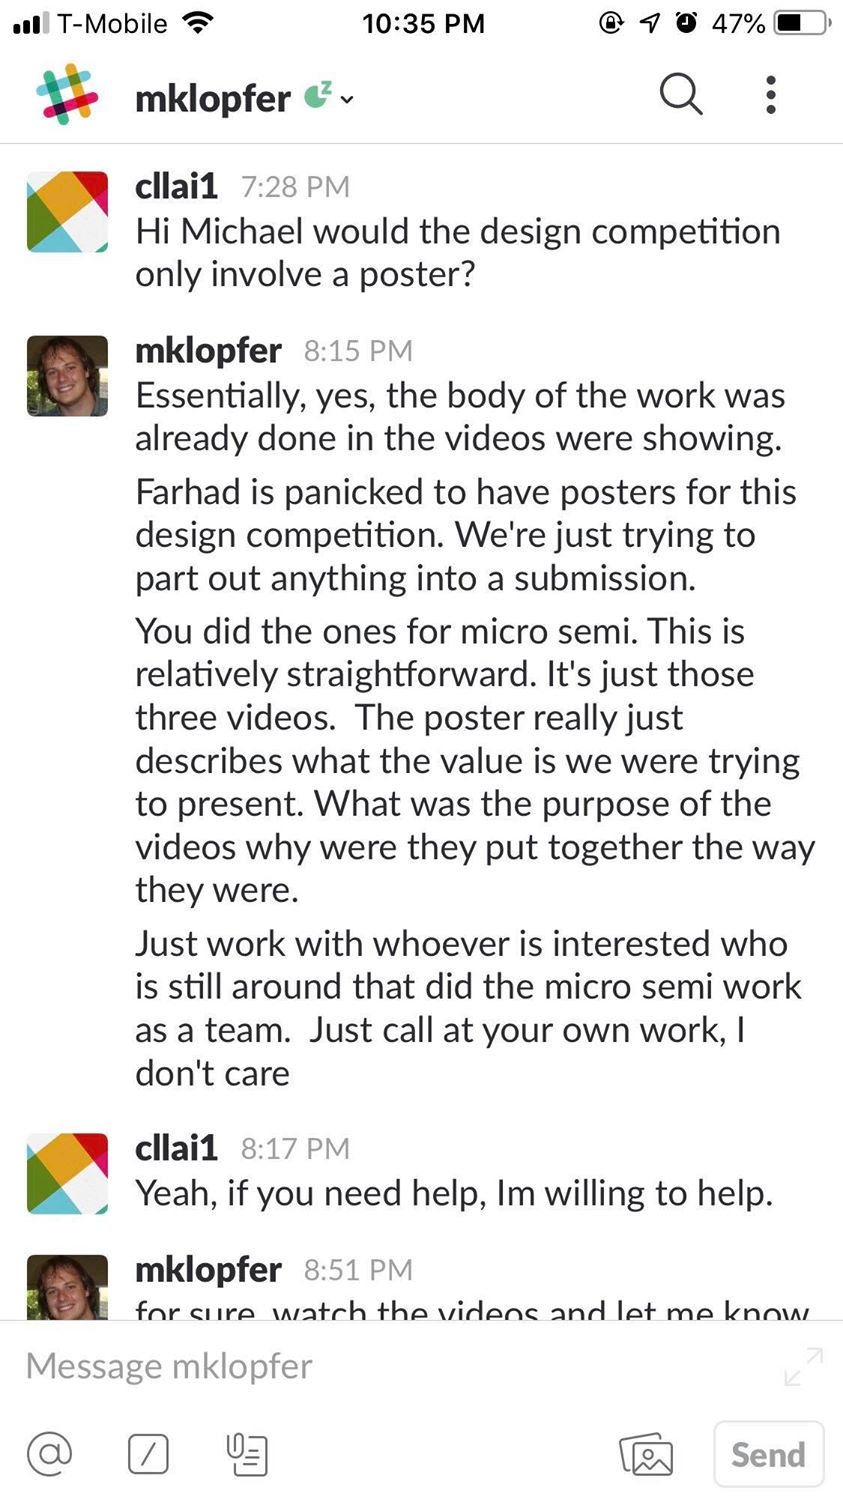 T-Mobile 10:35 PM 47%
mklopfer z
cllai1 7:28 PM
Hi Michael would the design competition
only involve a poster?
mklopfer 8:15 PM
Essentially, yes, the body of the work was
already done in the videos were showing.
Farhad is panicked to have posters for this
design competition. We're just trying to
part out anything into a submission.
You did the ones for micro semi. This is
relatively straightforward. It's just those
three videos.  The poster really just
describes what the value is we were trying
to present. What was the purpose of the
videos why were they put together the way
they were.
Just work with whoever is interested who
is still around that did the micro semi work
as a team.  Just call at your own work, I
don't care
cllai1 8:17 PM
Yeah, if you need help, Im willing to help.
mklopfer 8:51 PM
for sure, watch the videos and let me know
Message mklopfer
@ /
Send